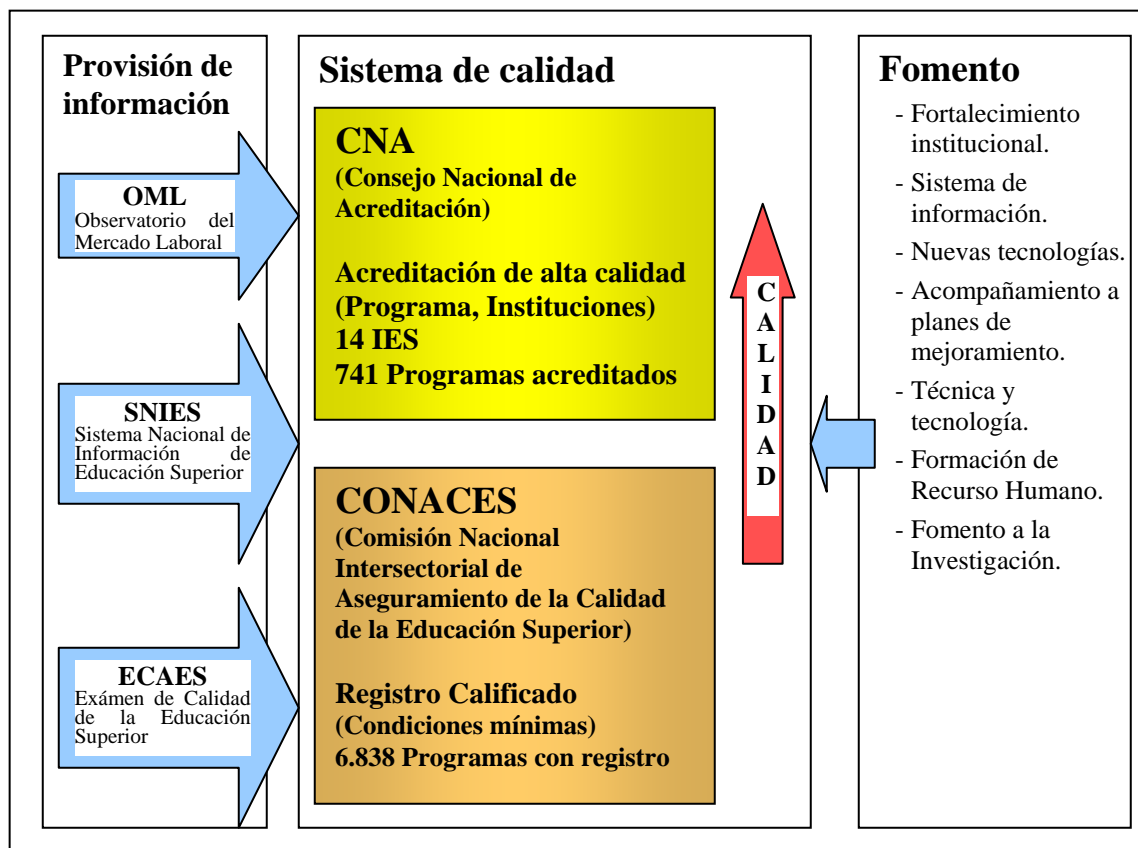 Provisión de
información
OML
Observatorio del
Mercado Laboral
SNIES
Sistema Nacional de
Información de
Educación Superior
ECAES
Exámen de Calidad
de la Educación
Superior
Sistema de calidad
CNA
(Consejo Nacional de
Acreditación)
Acreditación de alta calidad
(Programa, Instituciones)
14 IES
741 Programas acreditados
CONACES
(Comisión Nacional
Intersectorial de
Aseguramiento de la Calidad
de la Educación Superior)
Registro Calificado
(Condiciones mínimas)
6.838 Programas con registro
C
A
L
I
D
A
D
Fomento
- Fortalecimiento
institucional.
- Sistema de
información.
- Nuevas tecnologías.
- Acompañamiento a
planes de
mejoramiento.
- Técnica y
tecnología.
- Formación de
Recurso Humano.
- Fomento a la
Investigación.